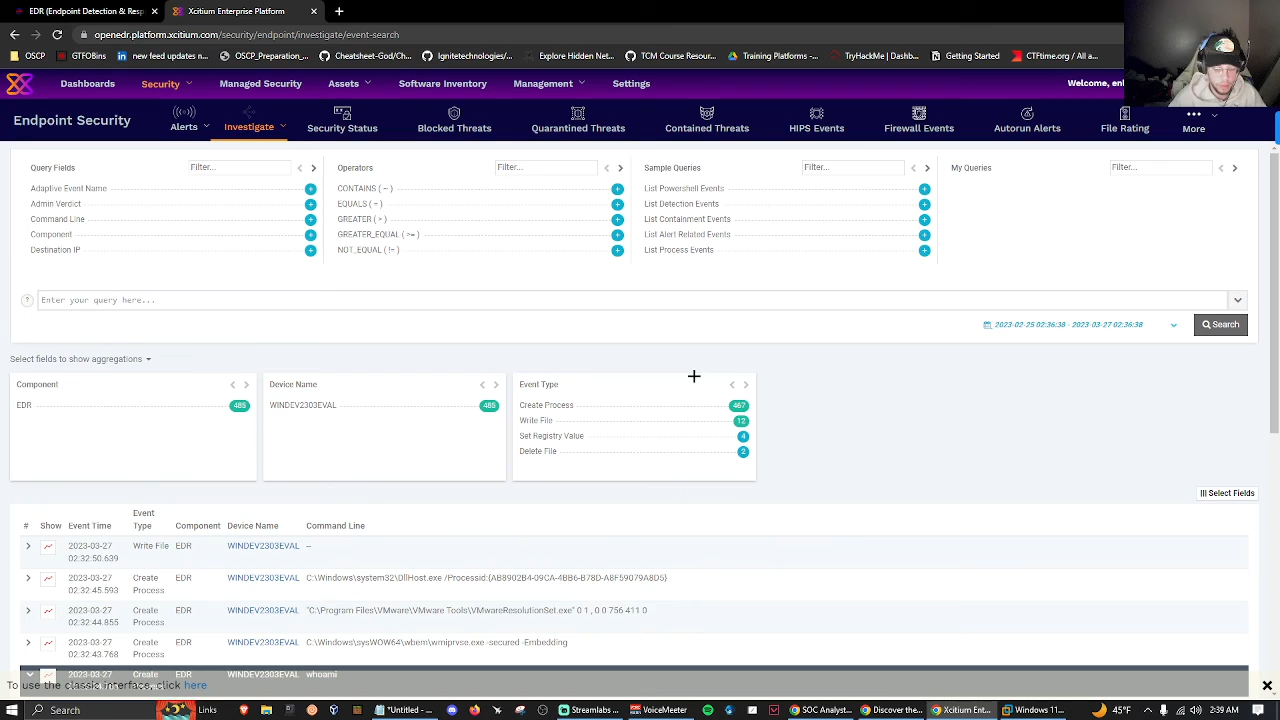 EDR (Endpoint Detection & Resp
Xcitium Enterprise
openedr.platform.xcitium.com/security/endpoint/investigate/event-search
OSCP
GTFOBins
(2) new feed updates n...
OSCP_Preparation_...
Cheatsheet-God/Ch...
Ignitetechnologies/...
Explore Hidden Net...
TCM Course Resour...
Training Platforms -...
TryHackMe | Dashb...
Notion – Getting St...
CTFtime.org / All a...
Dashboards
Security
Managed Security
Assets
Software Inventory
Management
Settings
Welcome, ent
Endpoint Security
Alerts
Investigate
Security Status
Blocked Threats
Quarantined Threats
Contained Threats
HIPS Events
Firewall Events
Autorun Alerts
File Rating
More
Query Fields
Filter...
Operators
Filter...
Sample Queries
Filter...
My Queries
Filter...
Adaptive Event Name
CONTAINS ( ~ )
List Powershell Events
Admin Verdict
EQUALS ( = )
List Detection Events
Command Line
GREATER ( > )
List Containment Events
Component
GREATER_EQUAL ( >= )
List Alert Related Events
Destination IP
NOT_EQUAL ( != )
List Process Events
? Enter your query here...
2023-02-25 02:36:38 - 2023-03-27 02:36:38
Search
Select fields to show aggregations
Component
Device Name
Event Type
EDR 485
WINDEV2303EVAL 485
Create Process 467
Write File 12
Set Registry Value 4
Delete File 2
Select Fields
# Show Event Time Event Type Component Device Name Command Line
2023-03-27 02:32:50.639 Write File EDR WINDEV2303EVAL --
2023-03-27 02:32:45.593 Create Process EDR WINDEV2303EVAL C:\Windows\system32\DllHost.exe /Processid:{AB8902B4-09CA-4BB6-B78D-A8F59079A8D5}
2023-03-27 02:32:44.855 Create Process EDR WINDEV2303EVAL "C:\Program Files\VMware\VMware Tools\VMwareResolutionSet.exe" 0 1 , 0 0 756 411 0
2023-03-27 02:32:43.768 Create Process EDR WINDEV2303EVAL C:\Windows\sysWOW64\wbem\wmiprvse.exe -secured -Embedding
2023-03-27 Create WINDEV2303EVAL whoami
To use the classic interface, click here
Search
Links
*Untitled -...
Streamlabs...
VoiceMeeter
SOC Analyst...
Discover the...
Xcitium Ent...
Windows 11...
45°F
2:39 AM